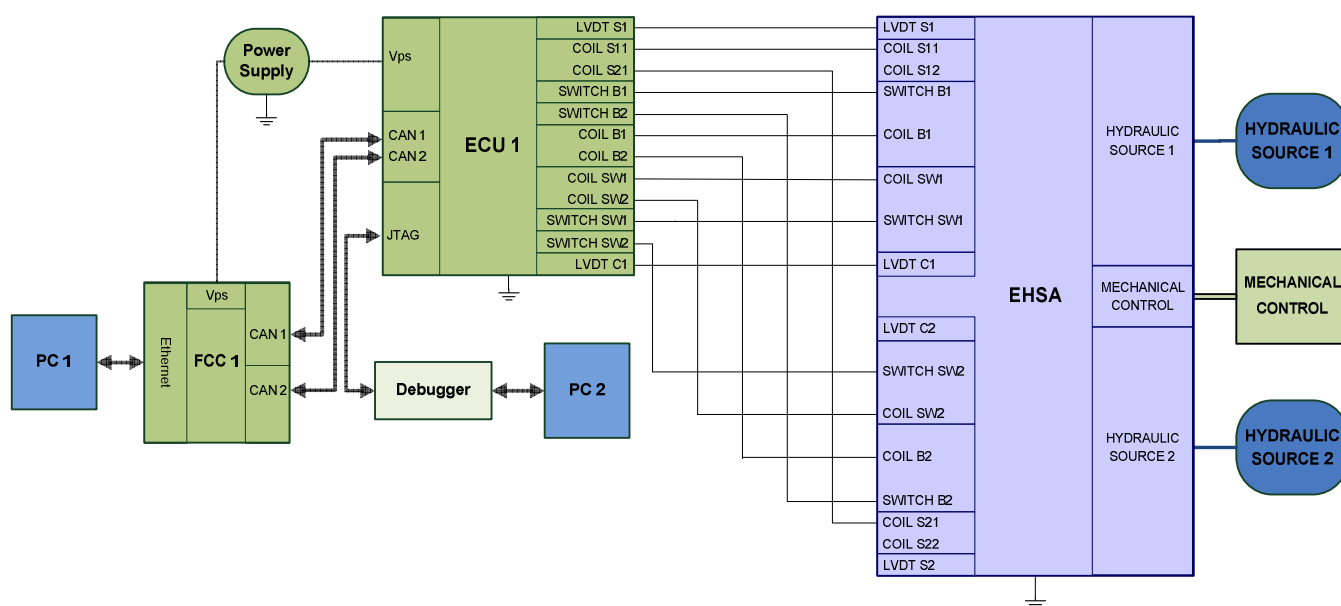 Power
Supply
Vps
CAN 1
CAN 2
JTAG
ECU 1
LVDT S1
COIL S11
COIL S21
SWITCH B1
SWITCH B2
COIL B1
COIL B2
COIL SW1
COIL SW2
SWITCH SW1
SWITCH SW2
LVDT C1
LVDT S1
COIL S11
COIL S12
SWITCH B1
COIL B1
COIL SW1
SWITCH SW1
LVDT C1
LVDT C2
SWITCH SW2
COIL SW2
COIL B2
SWITCH B2
COIL S21
COIL S22
LVDT S2
EHSA
HYDRAULIC
SOURCE 1
MECHANICAL
CONTROL
HYDRAULIC
SOURCE 2
HYDRAULIC
SOURCE 1
MECHANICAL
CONTROL
HYDRAULIC
SOURCE 2
PC 1
Ethernet
Vps
FCC 1
CAN 1
CAN 2
Debugger
PC 2